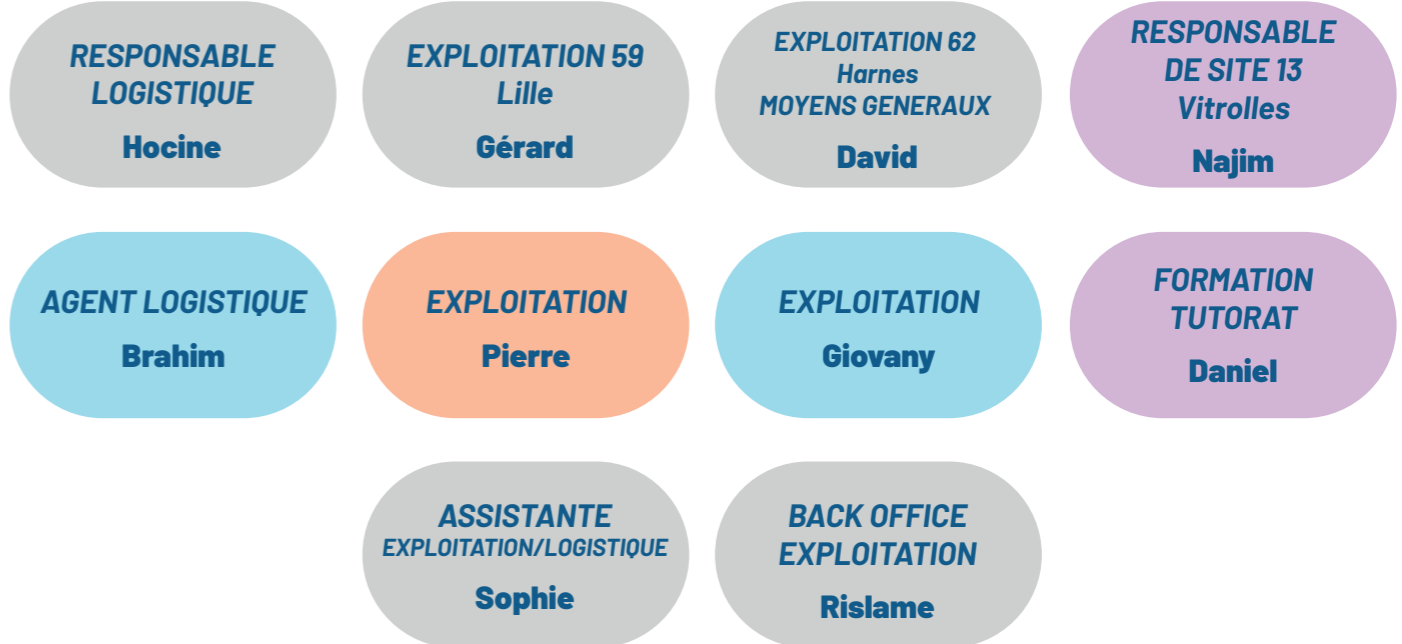 RESPONSABLE
LOGISTIQUE
Hocine
EXPLOITATION 59
Lille
Gérard
EXPLOITATION 62
Harnes
MOYENS GENERAUX
David
RESPONSABLE
DE SITE 13
Vitrolles
Najim
AGENT LOGISTIQUE
Brahim
EXPLOITATION
Pierre
EXPLOITATION
Giovany
FORMATION
TUTORAT
Daniel
ASSISTANTE
EXPLOITATION/LOGISTIQUE
Sophie
BACK OFFICE
EXPLOITATION
Rislame